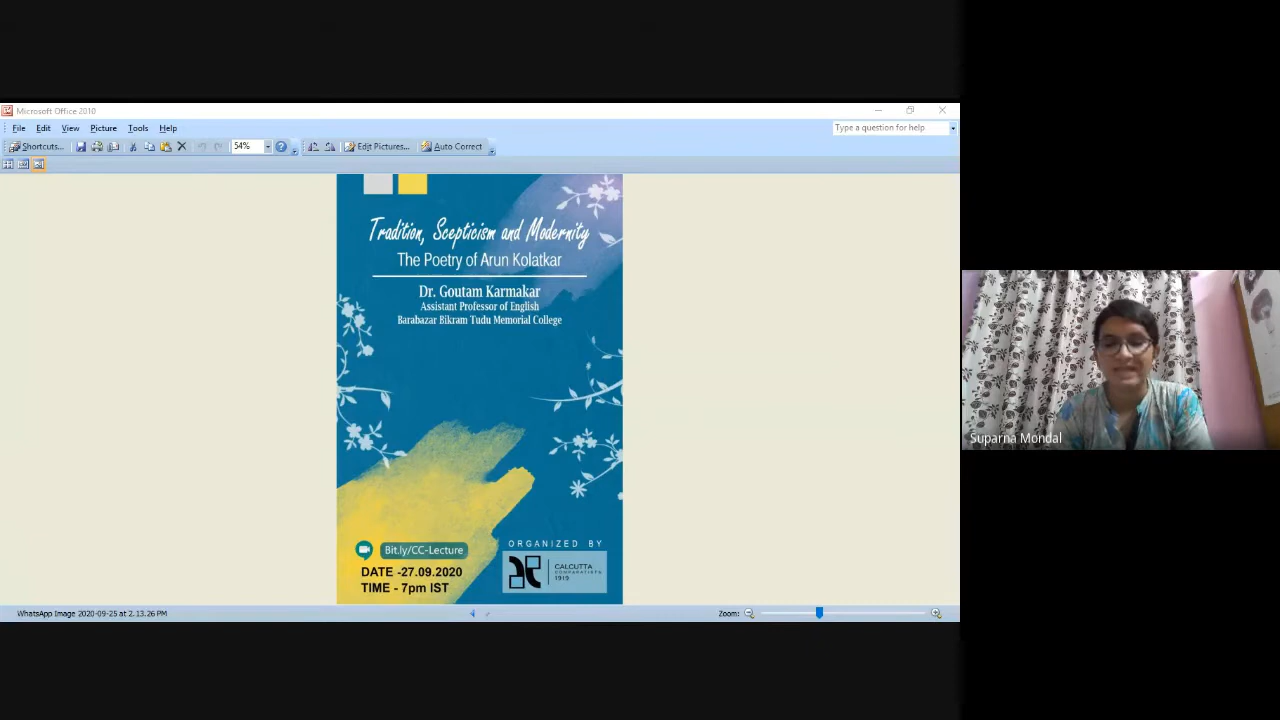 Microsoft Office 2010
File Edit View Picture Tools Help
Type a question for help
Shortcuts...
54%
Edit Pictures...
Auto Correct
Tradition, Scepticism and Modernity
The Poetry of Arun Kolatkar
Dr. Goutam Karmakar
Assistant Professor of English
Barabazar Bikram Tudu Memorial College
Bit.ly/CC-Lecture
DATE -27.09.2020
TIME - 7pm IST
ORGANIZED BY
CALCUTTA
COMPARATISTS
1919
Suparna Mondal
WhatsApp Image 2020-09-25 at 2.13.26 PM
Zoom: